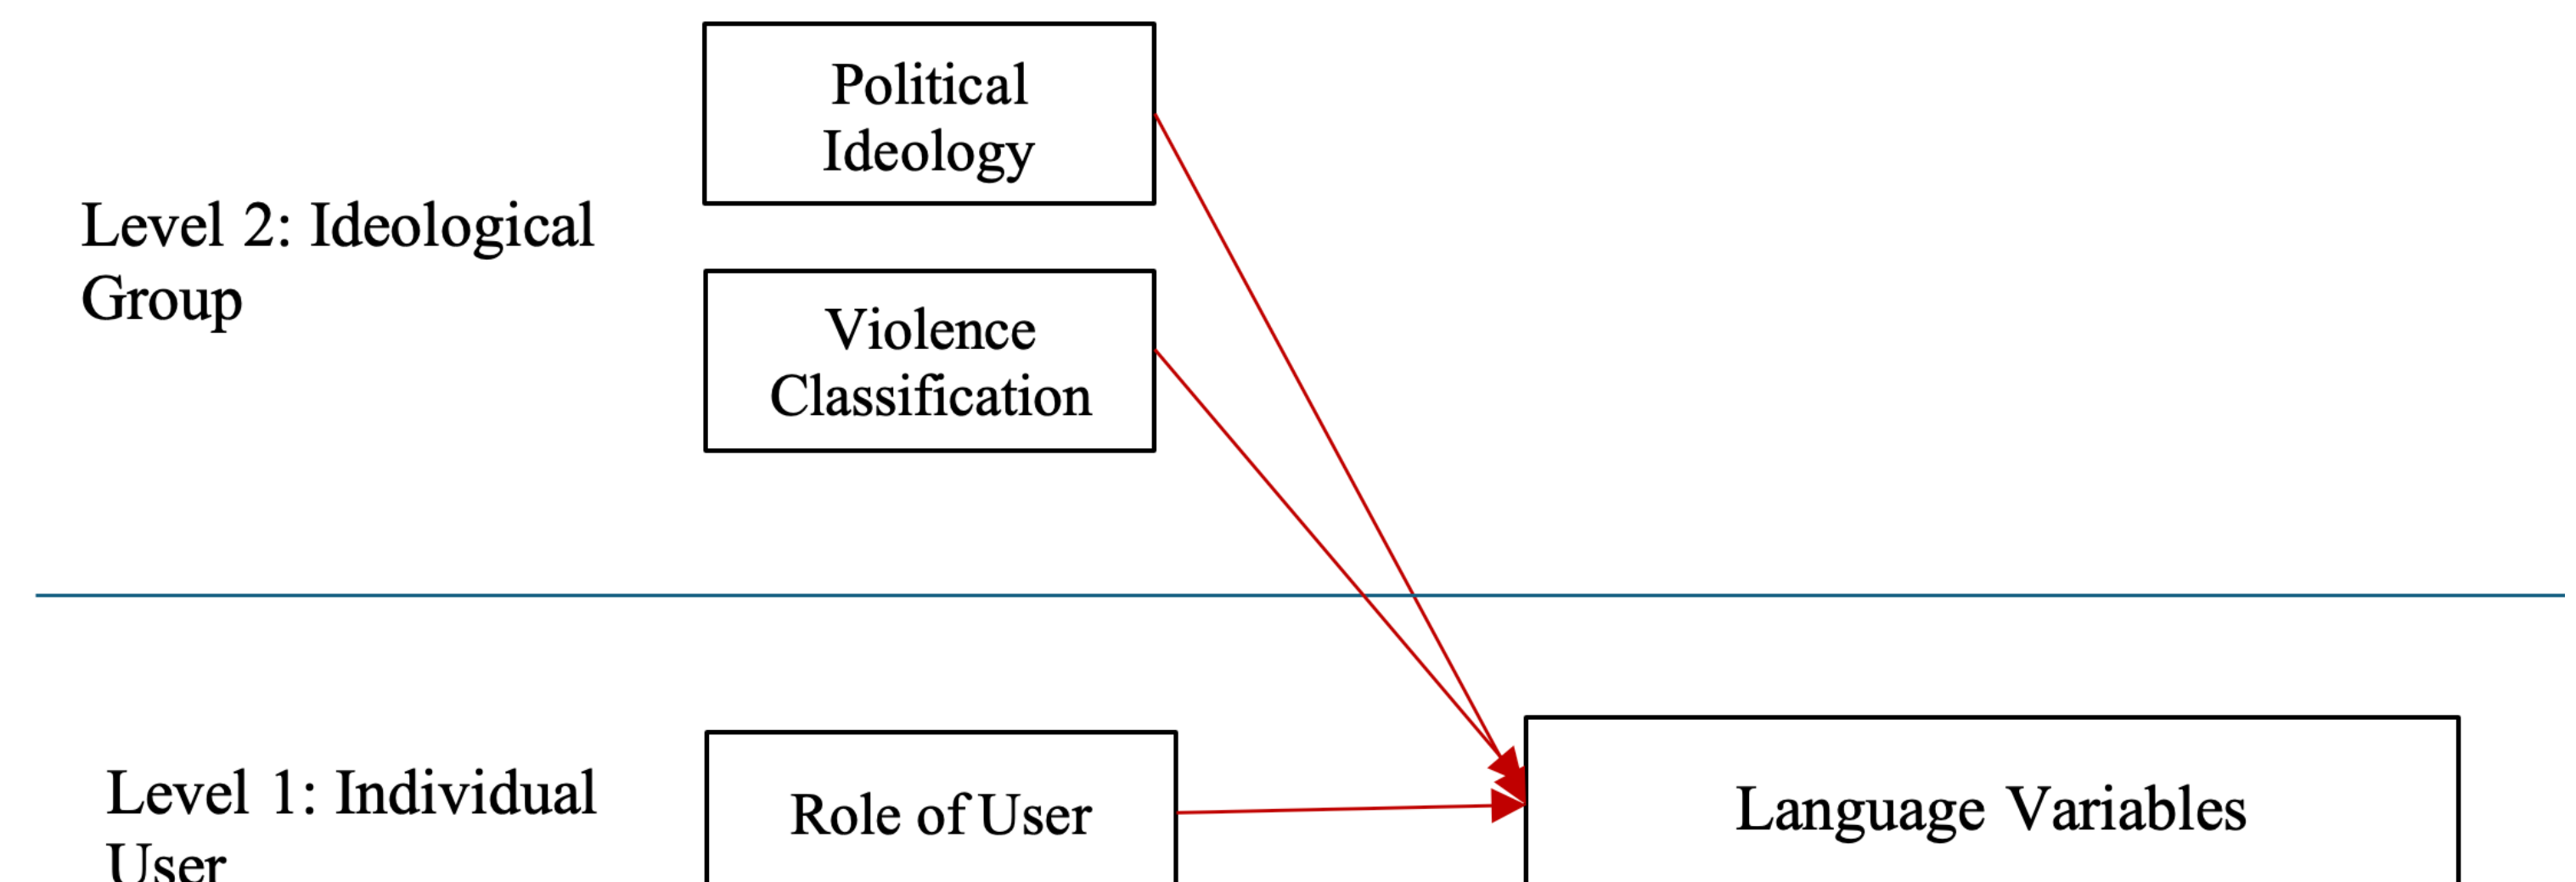 Political
Ideology
Level 2: Ideological
Group
Violence
Classification
Level 1: Individual
User
Role of User
Language Variables